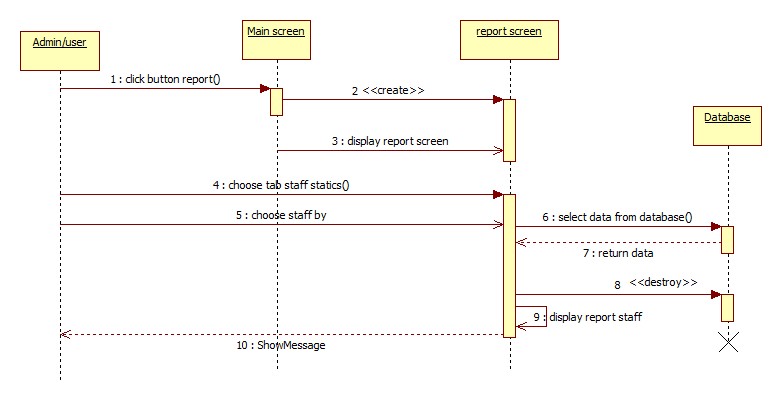 Main screen
report screen
Admin/user
1 : click button report()
2 <<create>>
Database
3 : display report screen
4 : choose tab staff statics()
5 : choose staff by
6 : select data from database()
7 : return data
8 <<destroy>>
9 : display report staff
10 : ShowMessage